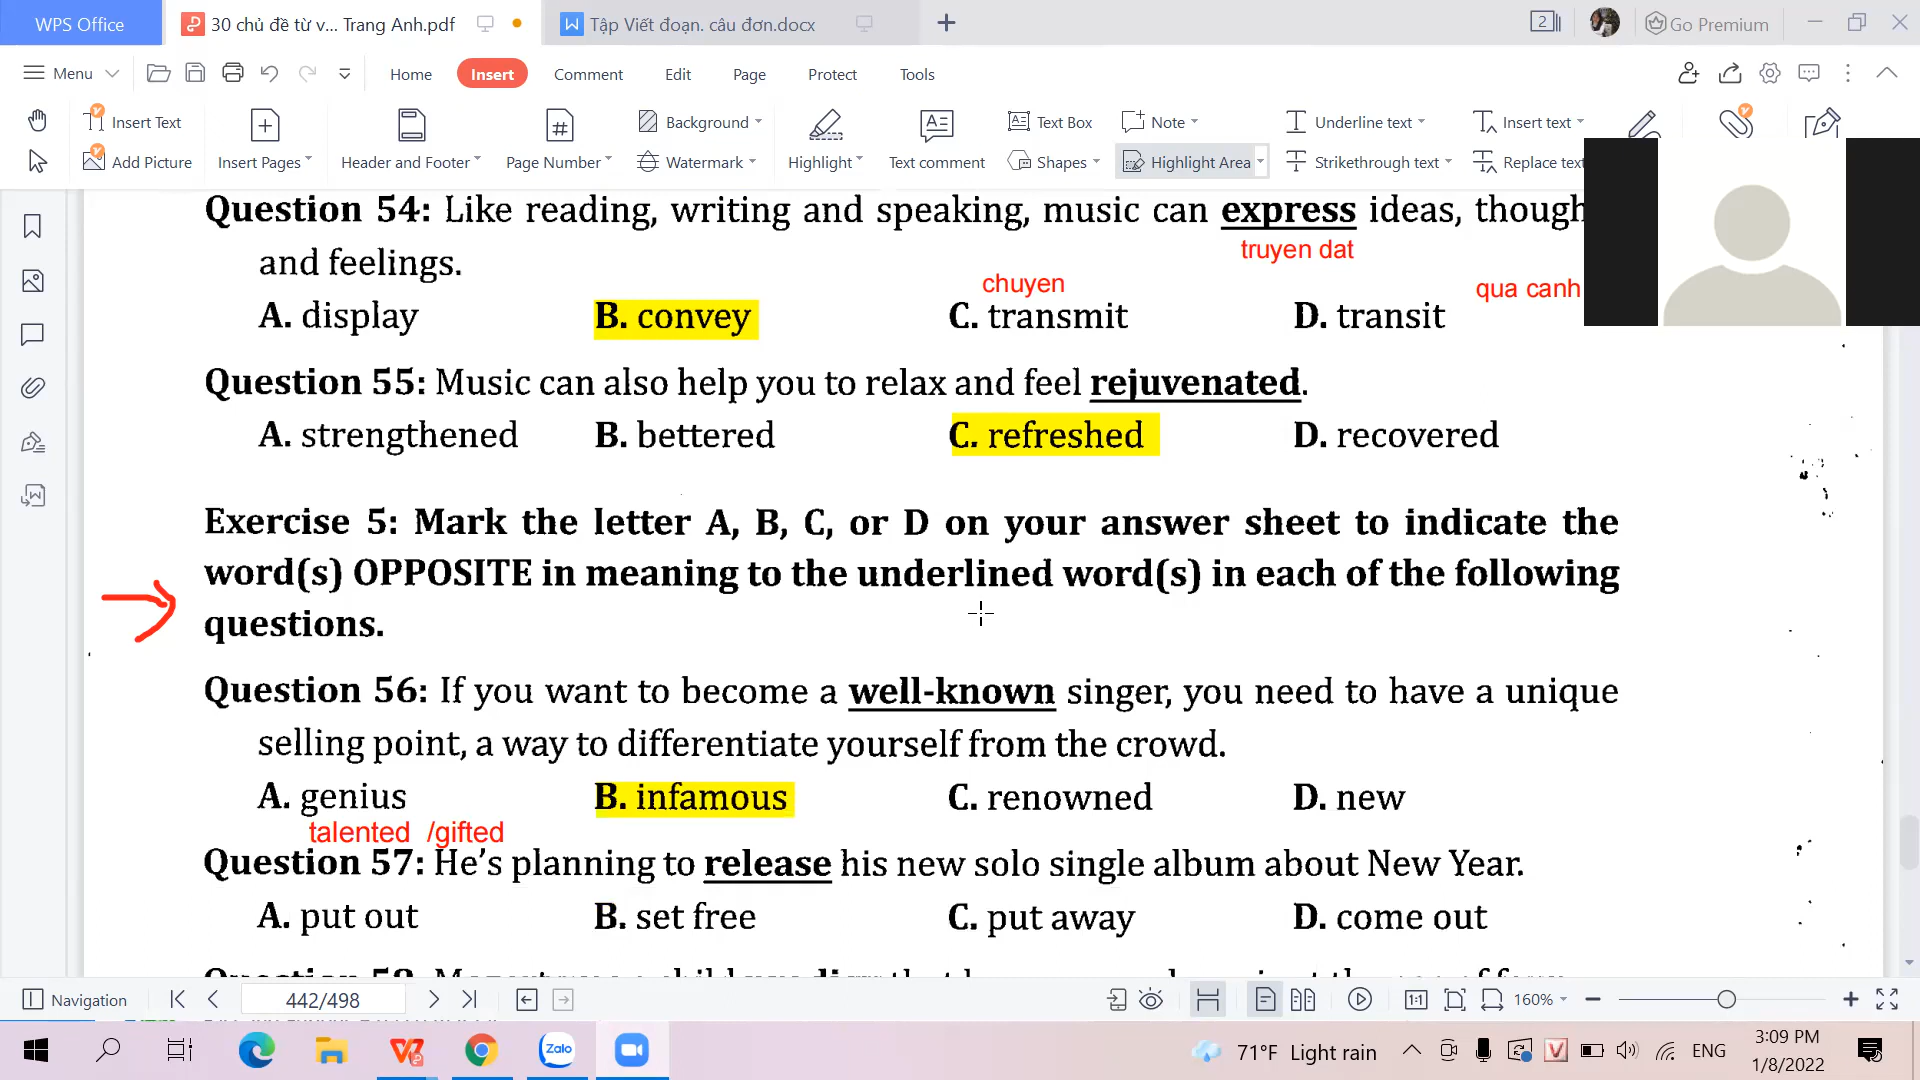 WPS Office
30 chủ đề từ v... Trang Anh.pdf
Tập Viết đoạn. câu đơn.docx
2
Go Premium
Menu
Home
Insert
Comment
Edit
Page
Protect
Tools
Insert Text
Add Picture
Insert Pages
Header and Footer
Page Number
Background
Watermark
Highlight
Text comment
Text Box
Shapes
Note
Highlight Area
Underline text
Strikethrough text
Insert text
Replace text
Question 54: Like reading, writing and speaking, music can express ideas,
truyen dat
and feelings.
chuyen
qua canh
A. display B. convey C. transmit D. transit
Question 55: Music can also help you to relax and feel rejuvenated.
A. strengthened B. bettered C. refreshed D. recovered
Exercise 5: Mark the letter A, B, C, or D on your answer sheet to indicate the
word(s) OPPOSITE in meaning to the underlined word(s) in each of the following
questions.
Question 56: If you want to become a well-known singer, you need to have a unique
selling point, a way to differentiate yourself from the crowd.
A. genius B. infamous C. renowned D. new
talented /gifted
Question 57: He's planning to release his new solo single album about New Year.
A. put out B. set free C. put away D. come out
Navigation
442/498
1:1
160%
Zalo
71°F Light rain
ENG
3:09 PM
1/8/2022